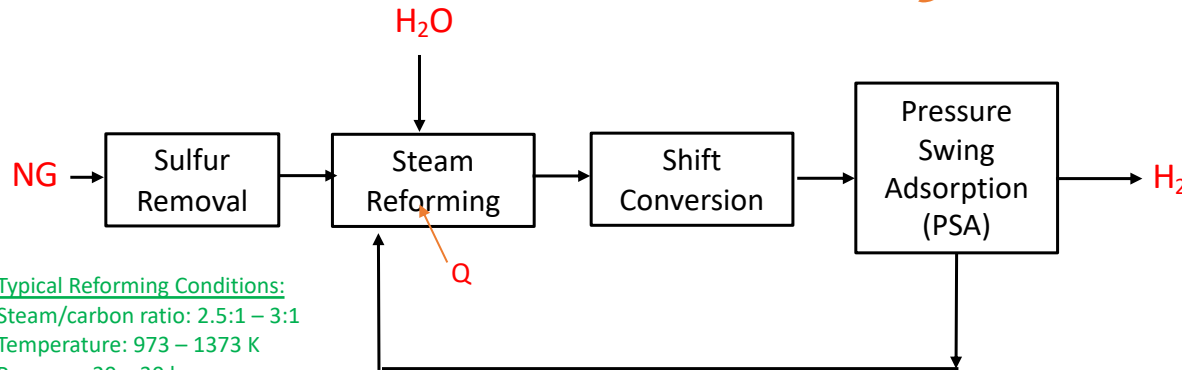 H₂O
NG
Sulfur
Removal
Steam
Reforming
Shift
Conversion
Pressure
Swing
Adsorption
(PSA)
H₂
Q
Typical Reforming Conditions:
Steam/carbon ratio: 2.5:1 – 3:1
Temperature: 973 – 1373 K